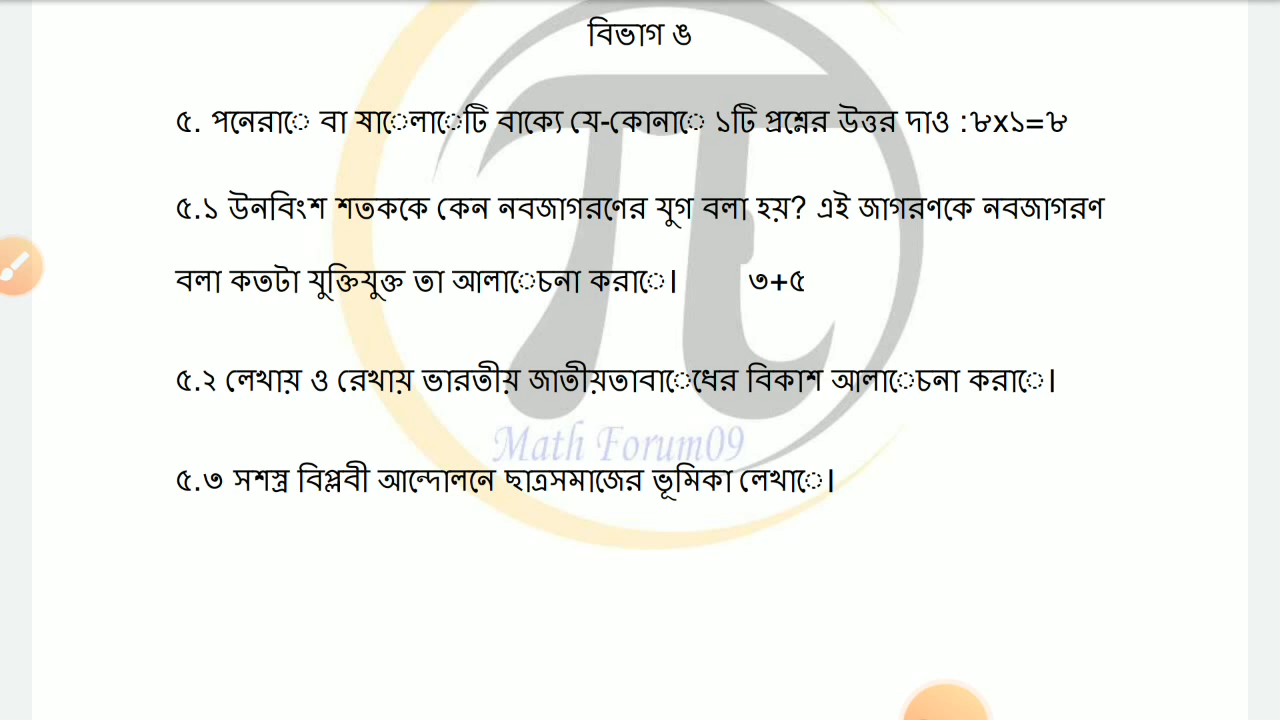 বিভাগ ঙ
৫. পনেরাে বা ষােলােটি বাক্যে যে-কোনাে ১টি প্রশ্নের উত্তর দাও :৮x১=৮
৫.১ উনবিংশ শতককে কেন নবজাগরণের যুগ বলা হয়? এই জাগরণকে নবজাগরণ
বলা কতটা যুক্তিযুক্ত তা আলােচনা করাে। ৩+৫
৫.২ লেখায় ও রেখায় ভারতীয় জাতীয়তাবােধের বিকাশ আলােচনা করাে।
Math Forum09
৫.৩ সশস্ত্র বিপ্লবী আন্দোলনে ছাত্রসমাজের ভূমিকা লেখাে।